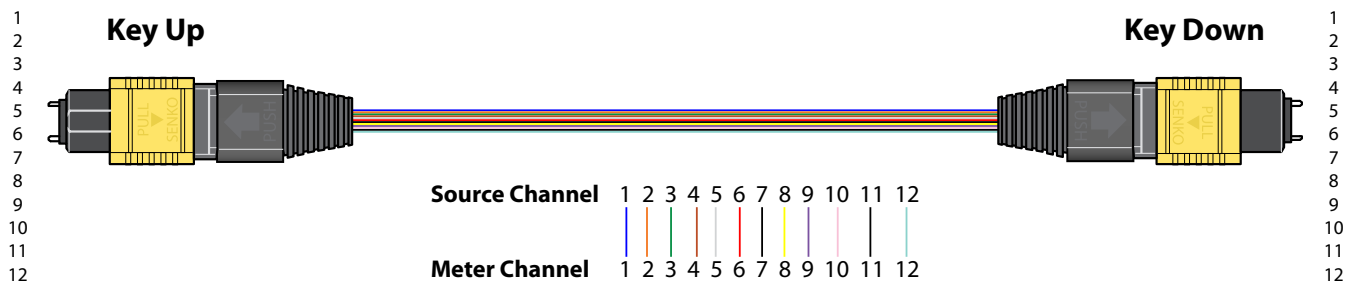 Key Up
Key Down
1 1
2 2
3 3
4 4
5 5
6 6
7 7
8 8
9 9
10 10
11 11
12 12
PULL SENKO PUSH PUSH PULL SENKO
Source Channel 1 2 3 4 5 6 7 8 9 10 11 12
Meter Channel 1 2 3 4 5 6 7 8 9 10 11 12